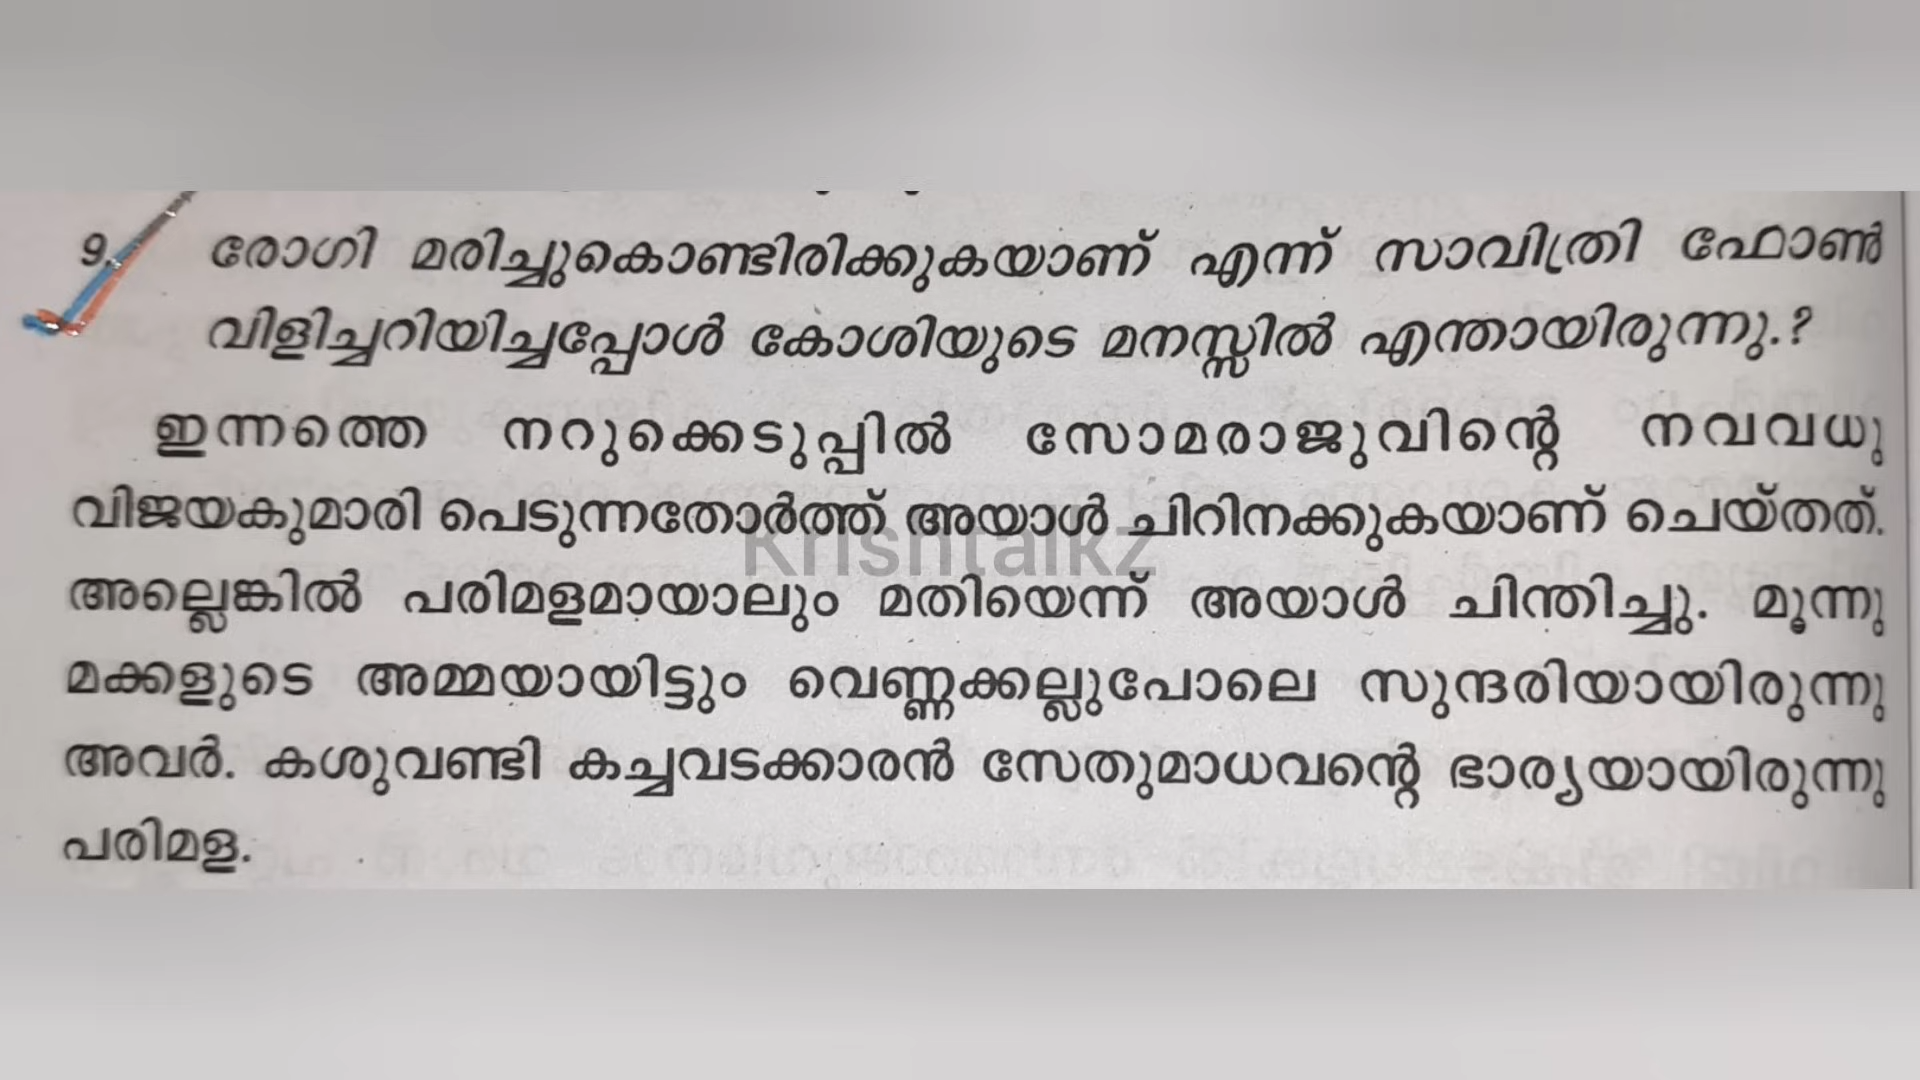 9. രോഗി മരിച്ചുകൊണ്ടിരിക്കുകയാണ് എന്ന് സാവിത്രി ഫോൺ
വിളിച്ചറിയിച്ചപ്പോൾ കോശിയുടെ മനസ്സിൽ എന്തായിരുന്നു.?
ഇന്നത്തെ നറുക്കെടുപ്പിൽ സോമരാജുവിന്റെ നവവധു
വിജയകുമാരി പെടുന്നതോർത്ത് അയാൾ ചിറിനക്കുകയാണ് ചെയ്തത്.
Krishtalkz
അല്ലെങ്കിൽ പരിമളമായാലും മതിയെന്ന് അയാൾ ചിന്തിച്ചു. മൂന്നു
മക്കളുടെ അമ്മയായിട്ടും വെണ്ണക്കല്ലുപോലെ സുന്ദരിയായിരുന്നു
അവർ. കശുവണ്ടി കച്ചവടക്കാരൻ സേതുമാധവന്റെ ഭാര്യയായിരുന്നു
പരിമള.